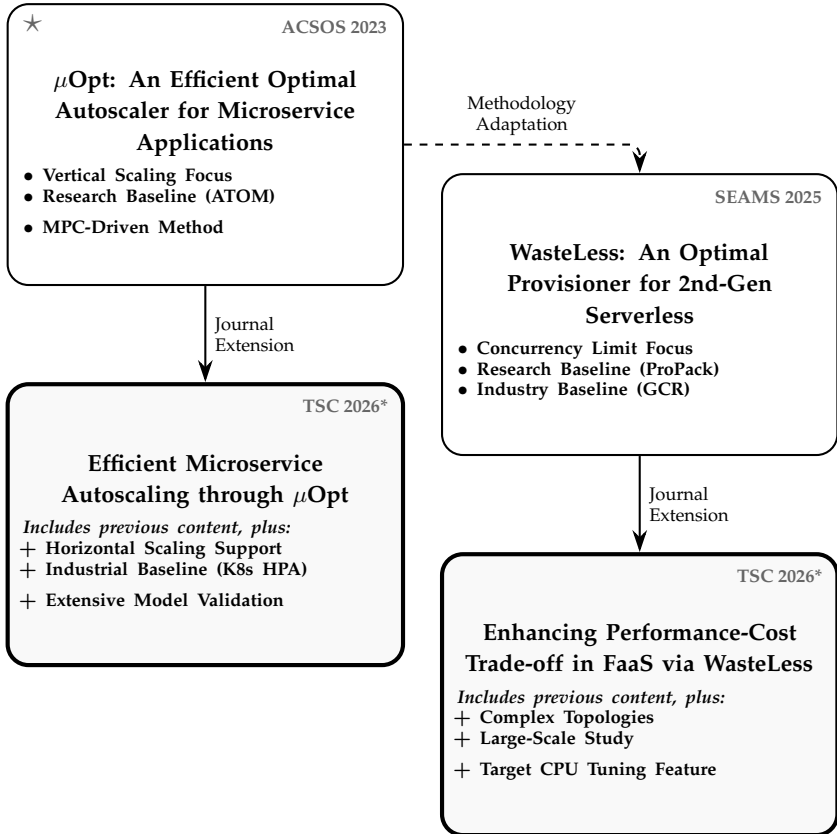 ★ ACSOS 2023
μOpt: An Efficient Optimal
Autoscaler for Microservice
Applications
• Vertical Scaling Focus
• Research Baseline (ATOM)
• MPC-Driven Method
Methodology
Adaptation
SEAMS 2025
WasteLess: An Optimal
Provisioner for 2nd-Gen
Serverless
• Concurrency Limit Focus
• Research Baseline (ProPack)
• Industry Baseline (GCR)
Journal
Extension
TSC 2026*
Efficient Microservice
Autoscaling through μOpt
Includes previous content, plus:
+ Horizontal Scaling Support
+ Industrial Baseline (K8s HPA)
+ Extensive Model Validation
Journal
Extension
TSC 2026*
Enhancing Performance-Cost
Trade-off in FaaS via WasteLess
Includes previous content, plus:
+ Complex Topologies
+ Large-Scale Study
+ Target CPU Tuning Feature